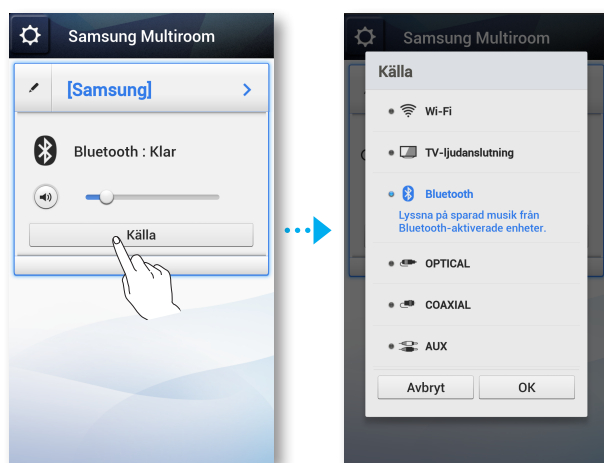 Samsung Multiroom
[Samsung]
Bluetooth : Klar
Källa
Samsung Multiroom
Källa
Wi-Fi
TV-ljudanslutning
Bluetooth
Lyssna på sparad musik från
Bluetooth-aktiverade enheter.
OPTICAL
COAXIAL
AUX
Avbryt OK